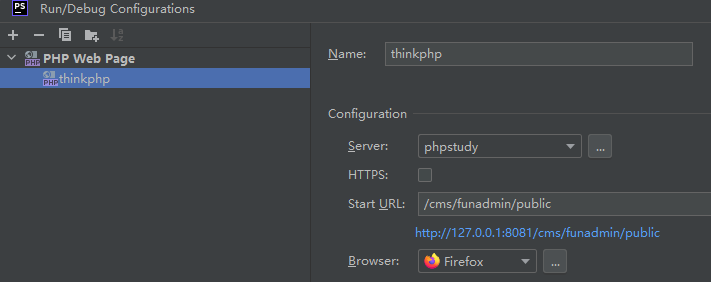 PS Run/Debug Configurations
PHP Web Page
PHP
thinkphp
PHP
Name: thinkphp
Configuration
Server: phpstudy ...
HTTPS:
Start URL: /cms/funadmin/public
http://127.0.0.1:8081/cms/funadmin/public
Browser: Firefox ...